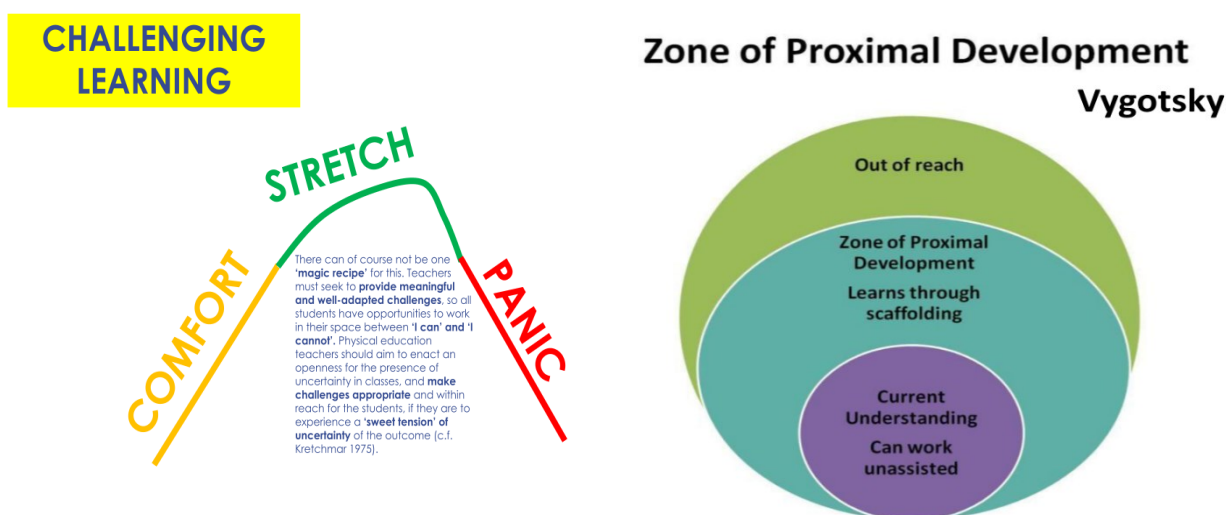 CHALLENGING
LEARNING
COMFORT
STRETCH
PANIC
There can of course not be one
'magic recipe' for this. Teachers
must seek to provide meaningful
and well-adapted challenges, so all
students have opportunities to work
in their space between 'I can' and 'I
cannot'. Physical education
teachers should aim to enact an
openness for the presence of
uncertainty in classes, and make
challenges appropriate and within
reach for the students, if they are to
experience a 'sweet tension' of
uncertainty of the outcome (c.f.
Kretchmar 1975).
Zone of Proximal Development
Vygotsky
Out of reach
Zone of Proximal
Development
Learns through
scaffolding
Current
Understanding
Can work
unassisted